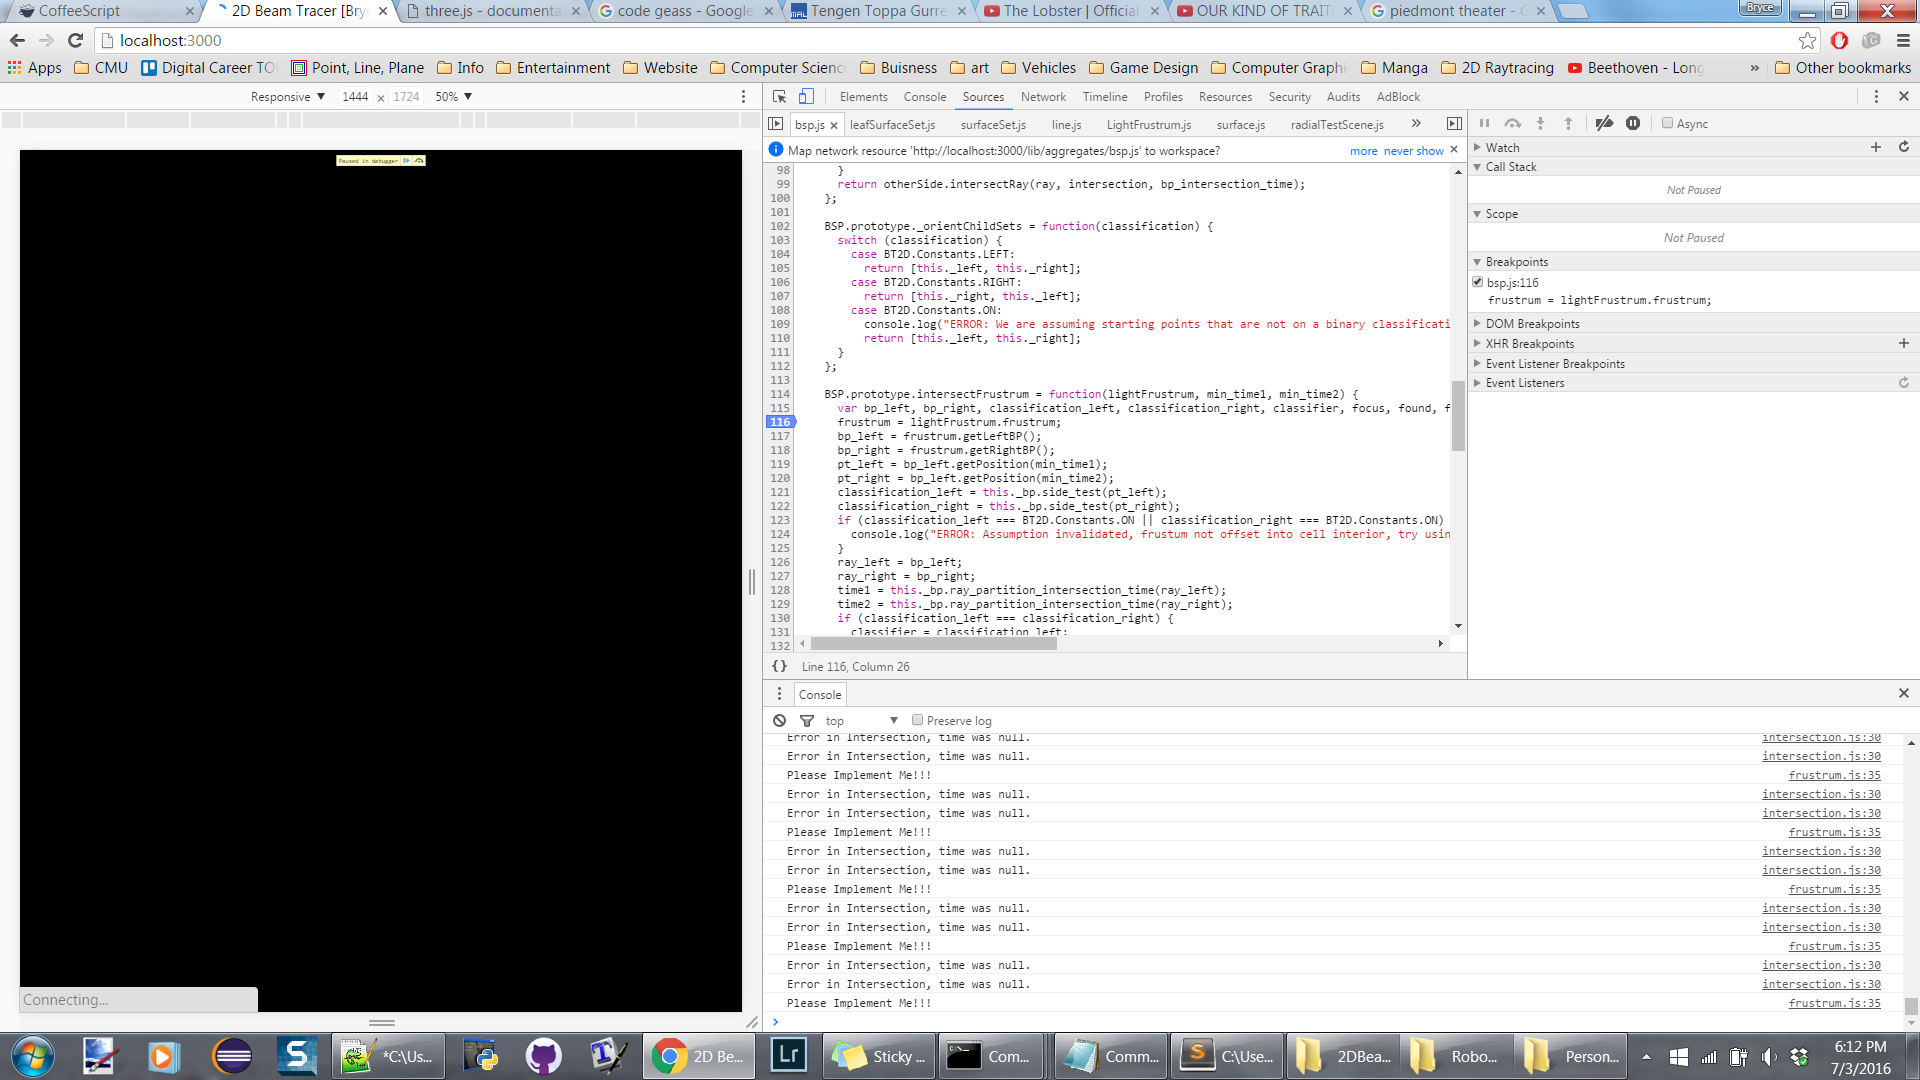 CoffeeScript
2D Beam Tracer [Bry
three.js - documenta
code geass - Google
Tengen Toppa Gurre
The Lobster | Official
OUR KIND OF TRAIT
piedmont theater - G
Bryce
localhost:3000
Apps
CMU
Digital Career TO
Point, Line, Plane
Info
Entertainment
Website
Computer Science
Buisness
art
Vehicles
Game Design
Computer Graphi
Manga
2D Raytracing
Beethoven - Long
»
Other bookmarks
Responsive ▼ 1444 × 1724 50% ▼
Elements Console Sources Network Timeline Profiles Resources Security Audits AdBlock
bsp.js × leafSurfaceSet.js surfaceSet.js line.js LightFrustrum.js surface.js radialTestScene.js »
Map network resource 'http://localhost:3000/lib/aggregates/bsp.js' to workspace? more never show ×
Paused in debugger
98 }
99 return otherSide.intersectRay(ray, intersection, bp_intersection_time);
100 };
101
102 BSP.prototype._orientChildSets = function(classification) {
103 switch (classification) {
104 case BT2D.Constants.LEFT:
105 return [this._left, this._right];
106 case BT2D.Constants.RIGHT:
107 return [this._right, this._left];
108 case BT2D.Constants.ON:
109 console.log("ERROR: We are assuming starting points that are not on a binary classificati
110 return [this._left, this._right];
111 }
112 };
113
114 BSP.prototype.intersectFrustrum = function(lightFrustrum, min_time1, min_time2) {
115 var bp_left, bp_right, classification_left, classification_right, classifier, focus, found, f
116 frustrum = lightFrustrum.frustrum;
117 bp_left = frustrum.getLeftBP();
118 bp_right = frustrum.getRightBP();
119 pt_left = bp_left.getPosition(min_time1);
120 pt_right = bp_left.getPosition(min_time2);
121 classification_left = this._bp.side_test(pt_left);
122 classification_right = this._bp.side_test(pt_right);
123 if (classification_left === BT2D.Constants.ON || classification_right === BT2D.Constants.ON)
124 console.log("ERROR: Assumption invalidated, frustum not offset into cell interior, try usin
125 }
126 ray_left = bp_left;
127 ray_right = bp_right;
128 time1 = this._bp.ray_partition_intersection_time(ray_left);
129 time2 = this._bp.ray_partition_intersection_time(ray_right);
130 if (classification_left === classification_right) {
131 classifier = classification_left;
132
{} Line 116, Column 26
Async
Watch
Call Stack
Not Paused
Scope
Not Paused
Breakpoints
bsp.js:116
frustrum = lightFrustrum.frustrum;
DOM Breakpoints
XHR Breakpoints
Event Listener Breakpoints
Event Listeners
Console
top ▼ Preserve log
Error in Intersection, time was null. intersection.js:30
Error in Intersection, time was null. intersection.js:30
Please Implement Me!!! frustrum.js:35
Error in Intersection, time was null. intersection.js:30
Error in Intersection, time was null. intersection.js:30
Please Implement Me!!! frustrum.js:35
Error in Intersection, time was null. intersection.js:30
Error in Intersection, time was null. intersection.js:30
Please Implement Me!!! frustrum.js:35
Error in Intersection, time was null. intersection.js:30
Error in Intersection, time was null. intersection.js:30
Please Implement Me!!! frustrum.js:35
Error in Intersection, time was null. intersection.js:30
Error in Intersection, time was null. intersection.js:30
Please Implement Me!!! frustrum.js:35
>
Connecting...
*C:\Us...
2D Be...
Lr
Sticky ...
Com...
Comm...
C:\Use...
2DBea...
Robo...
Person...
6:12 PM
7/3/2016